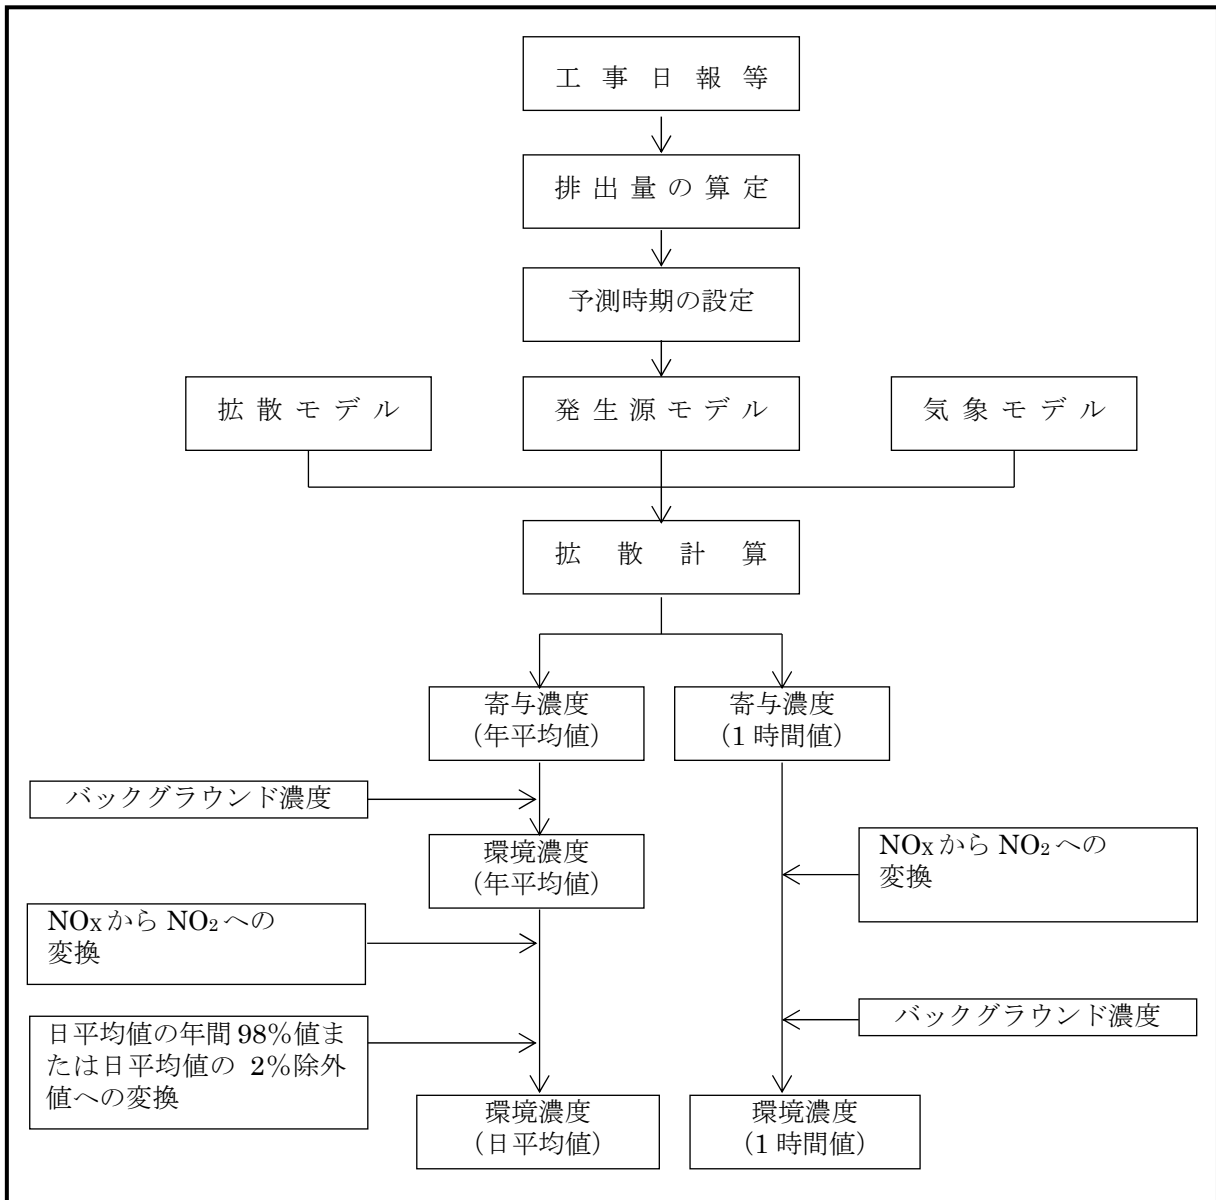 工事日報等
排出量の算定
予測時期の設定
拡散モデル
発生源モデル
気象モデル
拡散計算
寄与濃度
(年平均値)
寄与濃度
(1時間値)
バックグラウンド濃度
環境濃度
(年平均値)
NOxからNO₂への
変換
NOxからNO₂への
変換
バックグラウンド濃度
日平均値の年間98%値ま
たは日平均値の 2%除外
値への変換
環境濃度
(日平均値)
環境濃度
(1時間値)